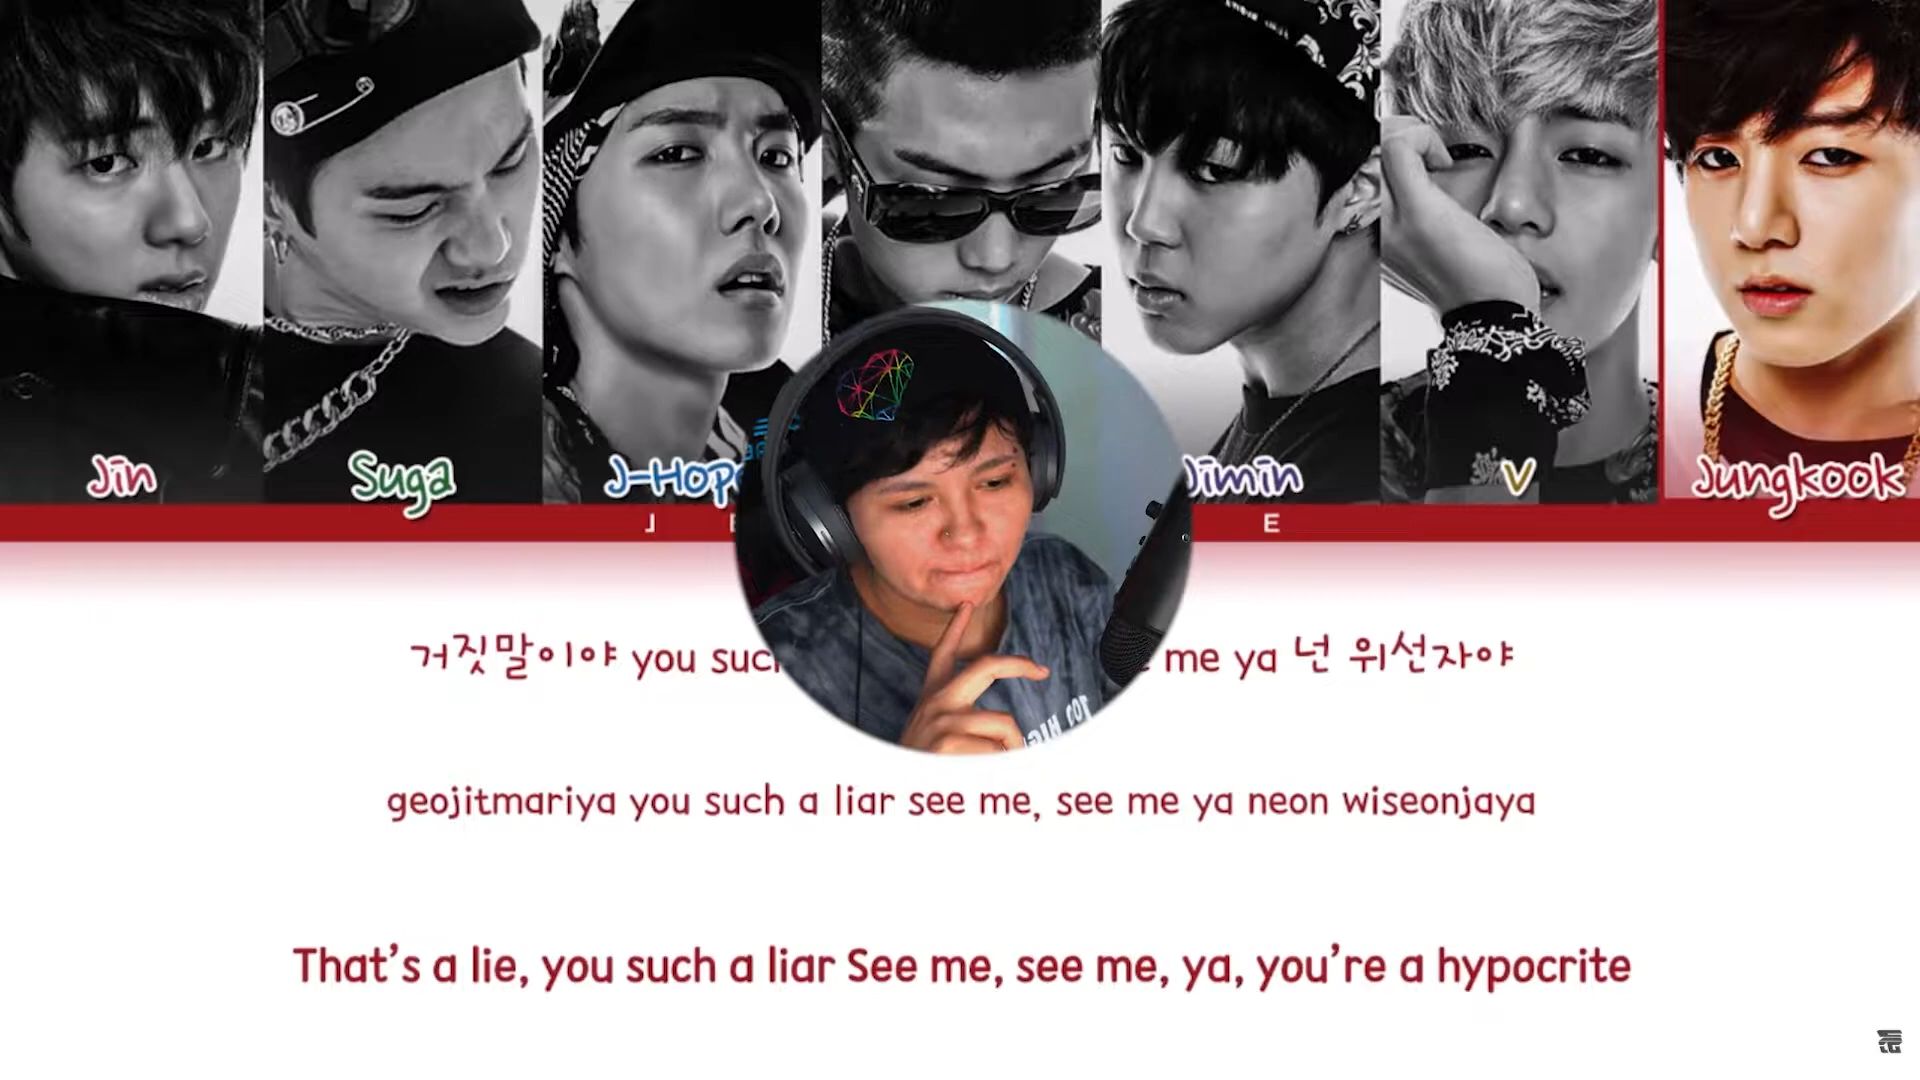 Jin Suga J-Hope Jimin V Jungkook
J E
거짓말이야 you such me ya 넌 위선자야
geojitmariya you such a liar see me, see me ya neon wiseonjaya
That's a lie, you such a liar See me, see me, ya, you're a hypocrite